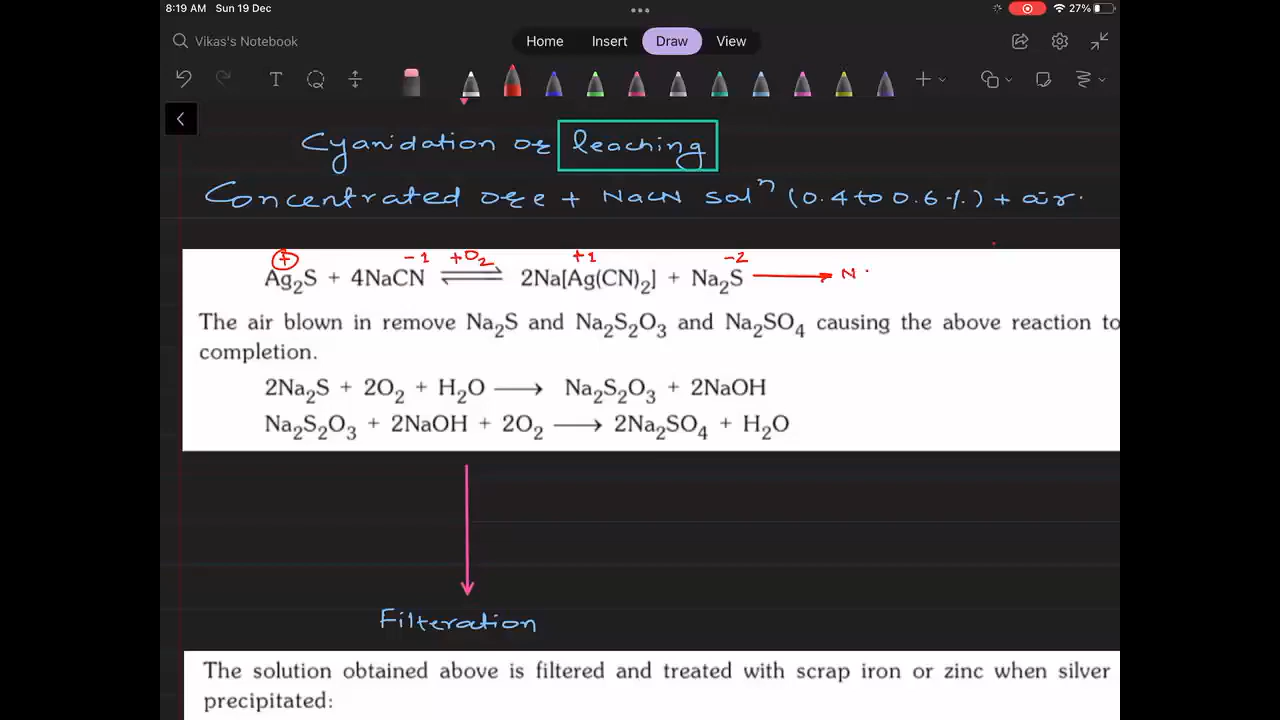 8:19 AM Sun 19 Dec
27%
Vikas's Notebook
Home Insert Draw View
T
Cyanidation or leaching
Concentrated ore + NaCN solⁿ (0.4 to 0.6 %) + air.
+ -1 +O₂ +1 -2
Ag₂S + 4NaCN ⇌ 2Na[Ag(CN)₂] + Na₂S ⟶ N
The air blown in remove Na₂S and Na₂S₂O₃ and Na₂SO₄ causing the above reaction to
completion.
2Na₂S + 2O₂ + H₂O ⟶ Na₂S₂O₃ + 2NaOH
Na₂S₂O₃ + 2NaOH + 2O₂ ⟶ 2Na₂SO₄ + H₂O
Filteration
The solution obtained above is filtered and treated with scrap iron or zinc when silver
precipitated: